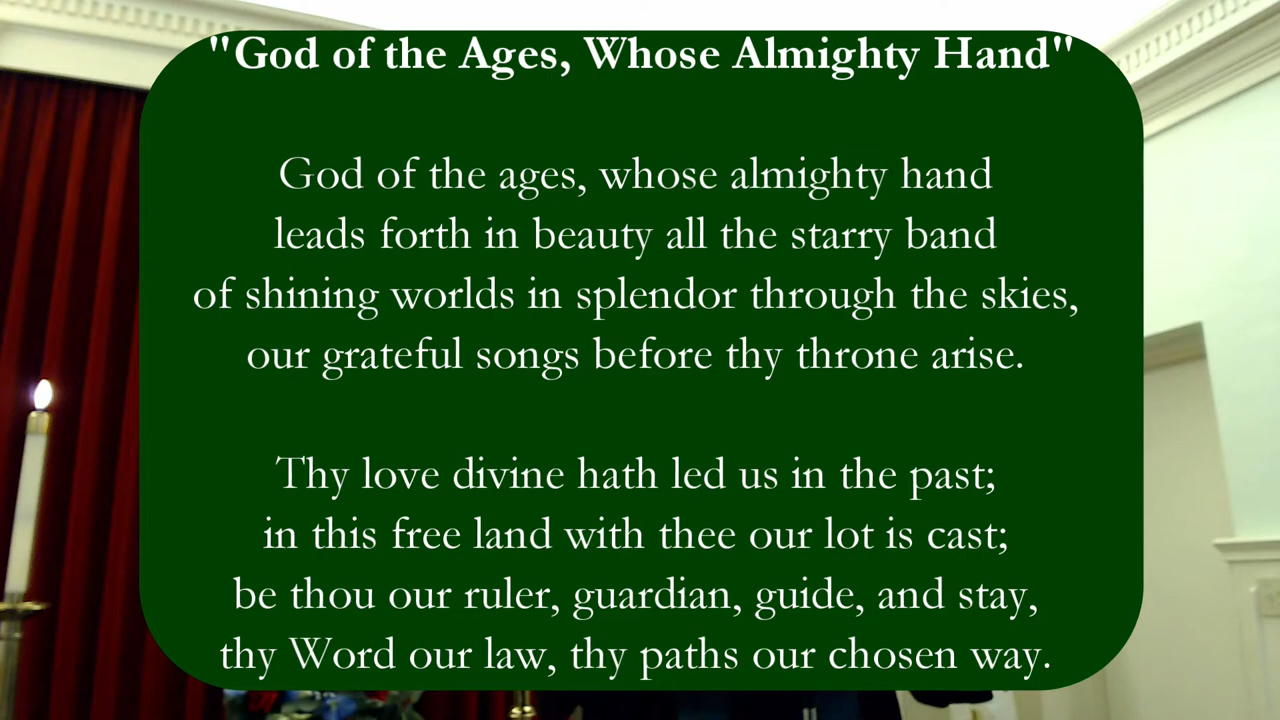 "God of the Ages, Whose Almighty Hand"
God of the ages, whose almighty hand
leads forth in beauty all the starry band
of shining worlds in splendor through the skies,
our grateful songs before thy throne arise.
Thy love divine hath led us in the past;
in this free land with thee our lot is cast;
be thou our ruler, guardian, guide, and stay,
thy Word our law, thy paths our chosen way.